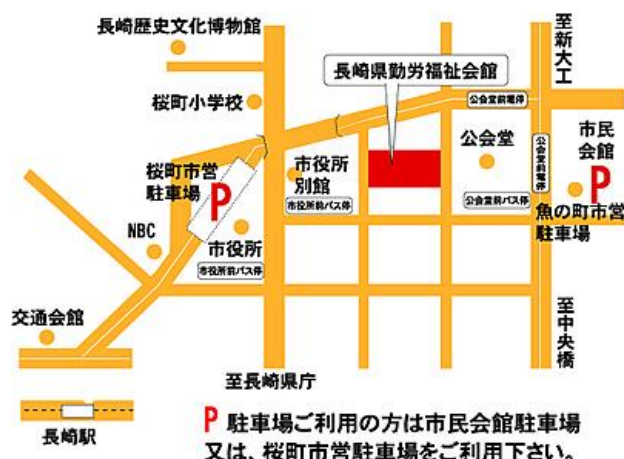 長崎歴史文化博物館
至新大工
長崎県勤労福祉会館
桜町小学校
公会堂前電停
公会堂
市民
会館
公会堂前電停
桜町市営
駐車場
P
市役所
別館
市役所前バス停
公会堂前バス停
P
魚の町市営
駐車場
NBC
市役所
市役所前バス停
交通会館
至中央橋
至長崎県庁
長崎駅
P 駐車場ご利用の方は市民会館駐車場
又は、桜町市営駐車場をご利用下さい。